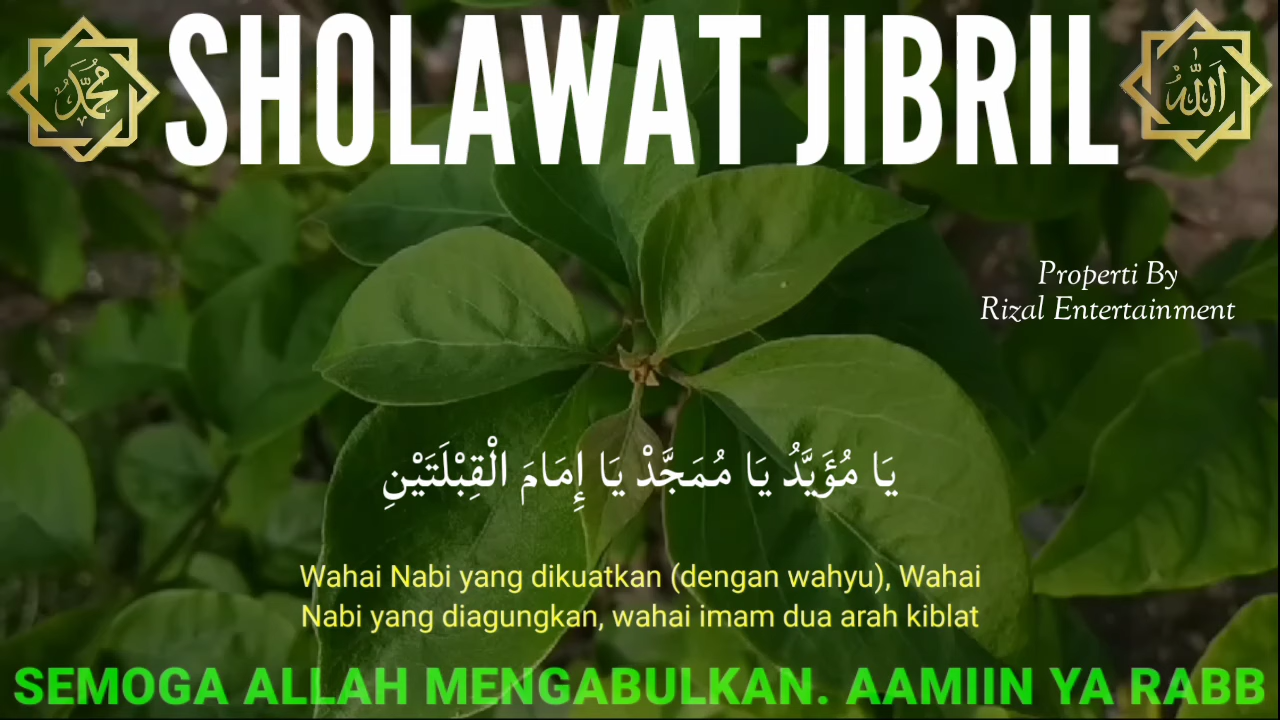 SHOLAWAT JIBRIL
محمد
الله
Properti By
Rizal Entertainment
يَا مُؤَيَّدُ يَا مُمَجَّدْ يَا إِمَامَ الْقِبْلَتَيْنِ
Wahai Nabi yang dikuatkan (dengan wahyu), Wahai
Nabi yang diagungkan, wahai imam dua arah kiblat
SEMOGA ALLAH MENGABULKAN. AAMIIN YA RABB